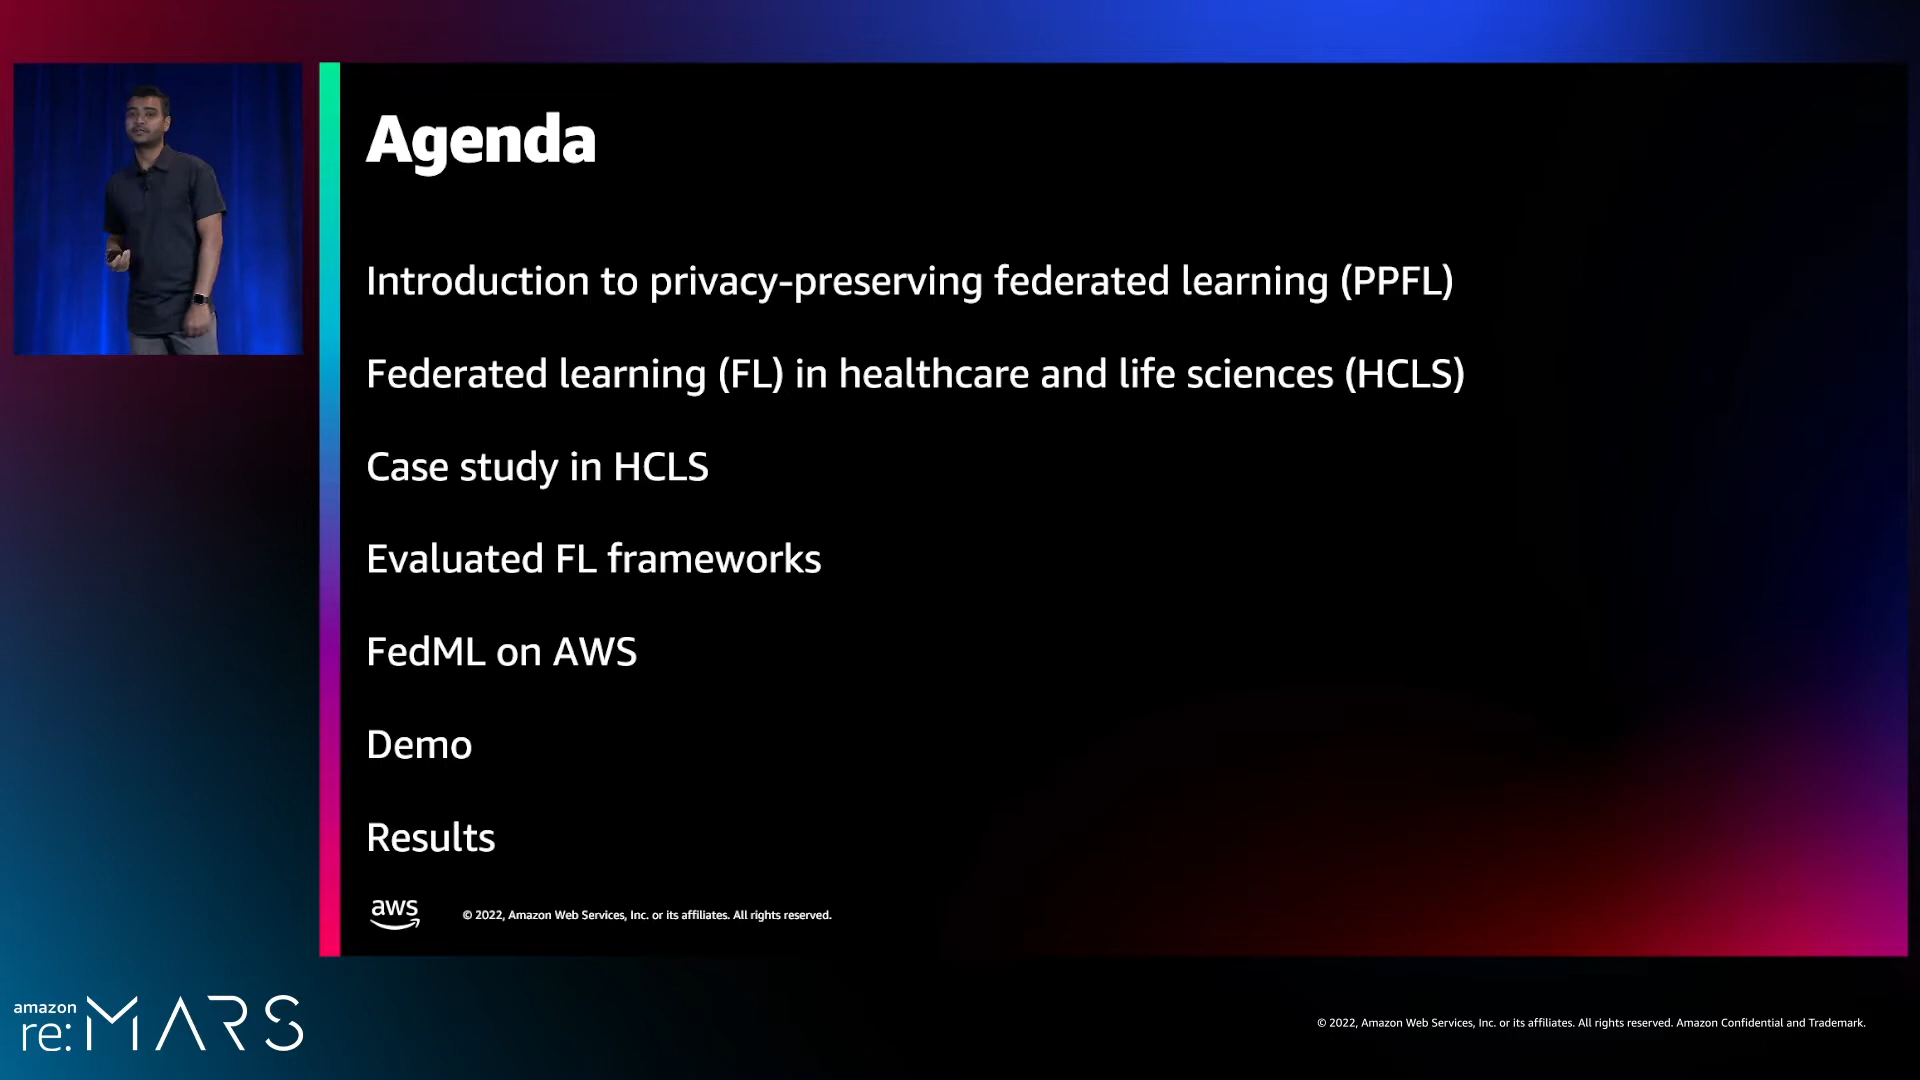 Agenda
Introduction to privacy-preserving federated learning (PPFL)
Federated learning (FL) in healthcare and life sciences (HCLS)
Case study in HCLS
Evaluated FL frameworks
FedML on AWS
Demo
Results
aws
© 2022, Amazon Web Services, Inc. or its affiliates. All rights reserved.
amazon
re:MARS
© 2022, Amazon Web Services, Inc. or its affiliates. All rights reserved. Amazon Confidential and Trademark.